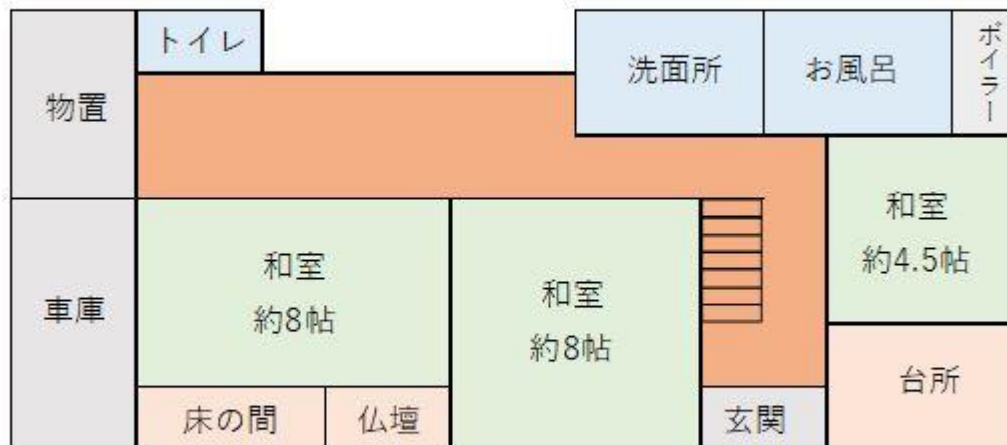 トイレ
洗面所
お風呂
ボイラー
物置
和室
約4.5帖
和室
約8帖
和室
約8帖
車庫
台所
床の間
仏壇
玄関